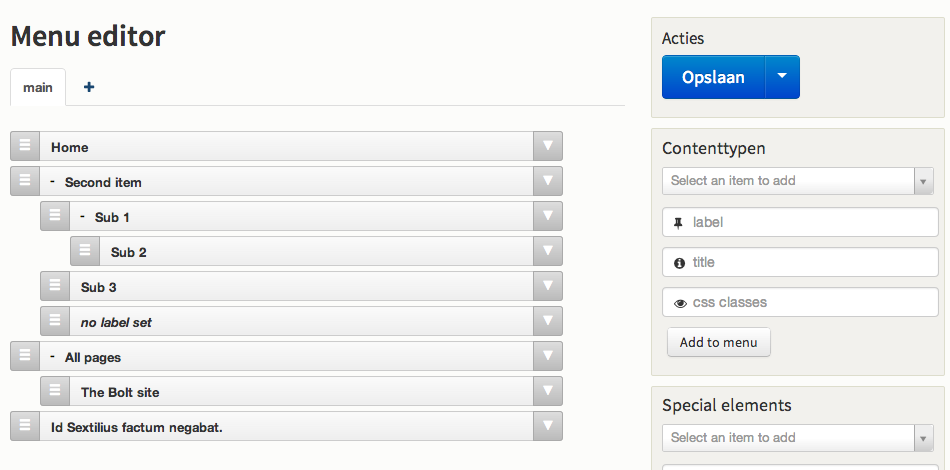 Menu editor
main
Home
- Second item
- Sub 1
Sub 2
Sub 3
no label set
- All pages
The Bolt site
Id Sextilius factum negabat.
Acties
Opslaan
Contenttypen
Select an item to add
label
title
css classes
Add to menu
Special elements
Select an item to add